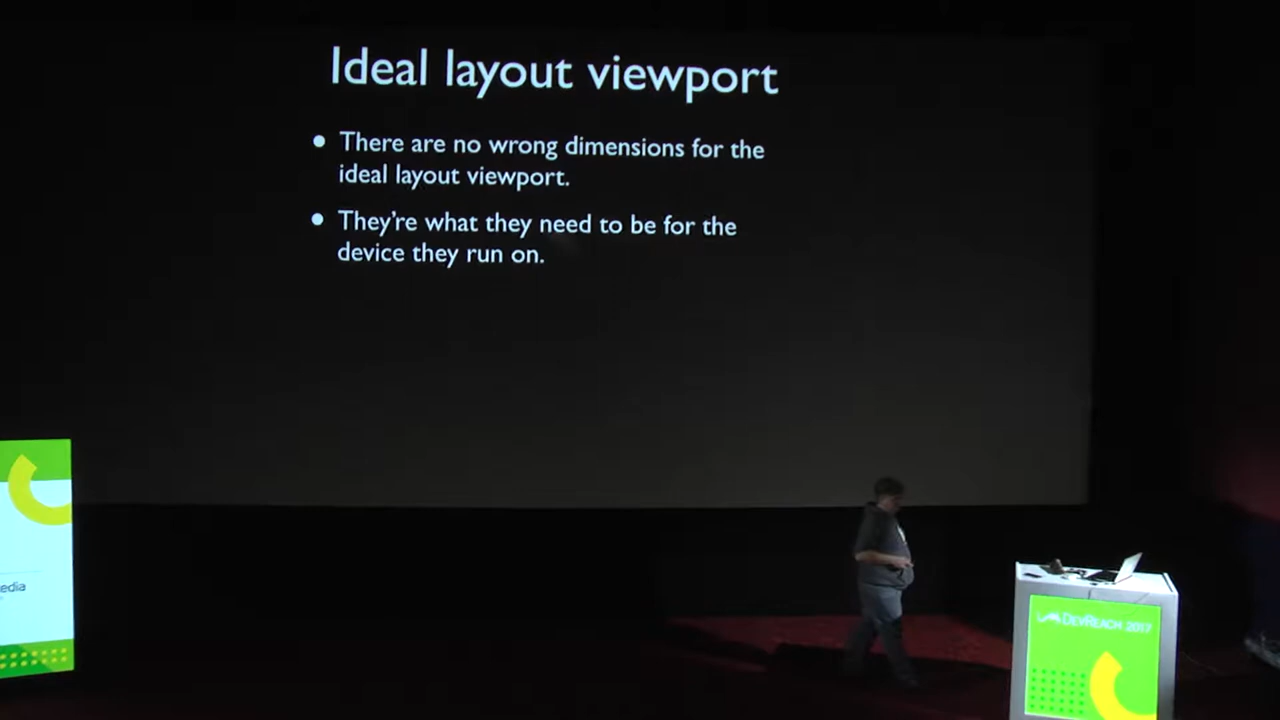 Ideal layout viewport
• There are no wrong dimensions for the
ideal layout viewport.
• They're what they need to be for the
device they run on.
edia
DEVREACH 2017